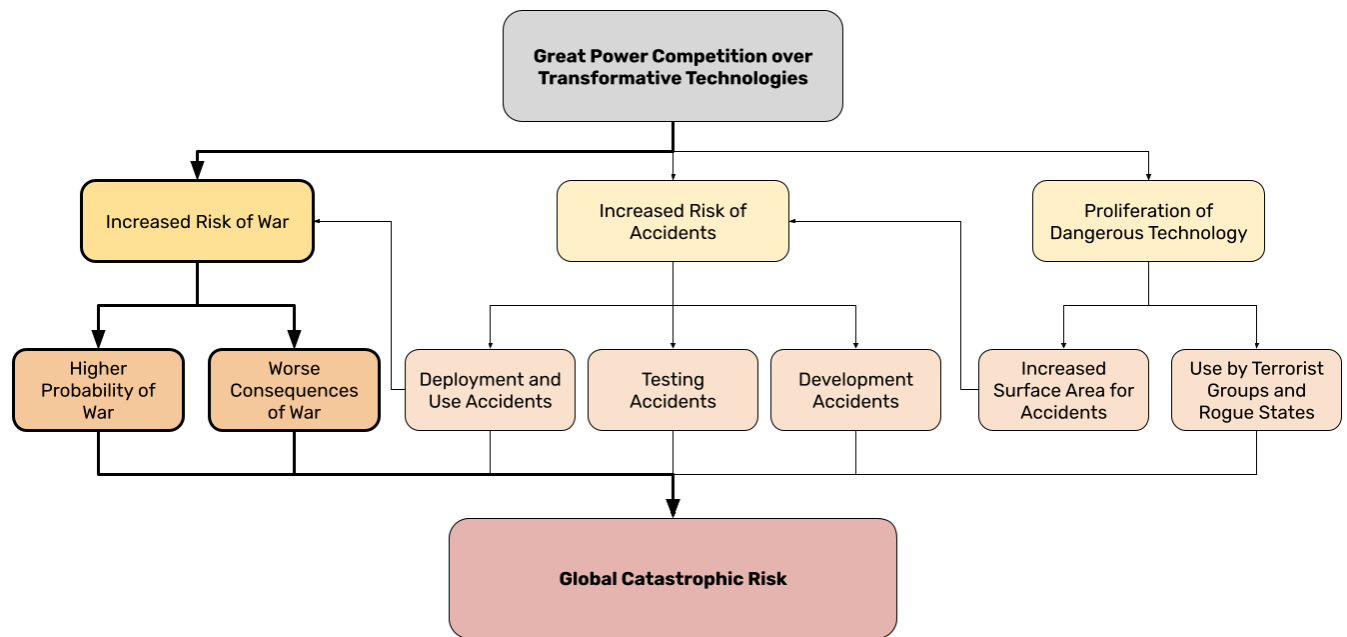 Great Power Competition over
Transformative Technologies
Increased Risk of War
Increased Risk of
Accidents
Proliferation of
Dangerous Technology
Higher
Probability of
War
Worse
Consequences
of War
Deployment and
Use Accidents
Testing
Accidents
Development
Accidents
Increased
Surface Area for
Accidents
Use by Terrorist
Groups and
Rogue States
Global Catastrophic Risk